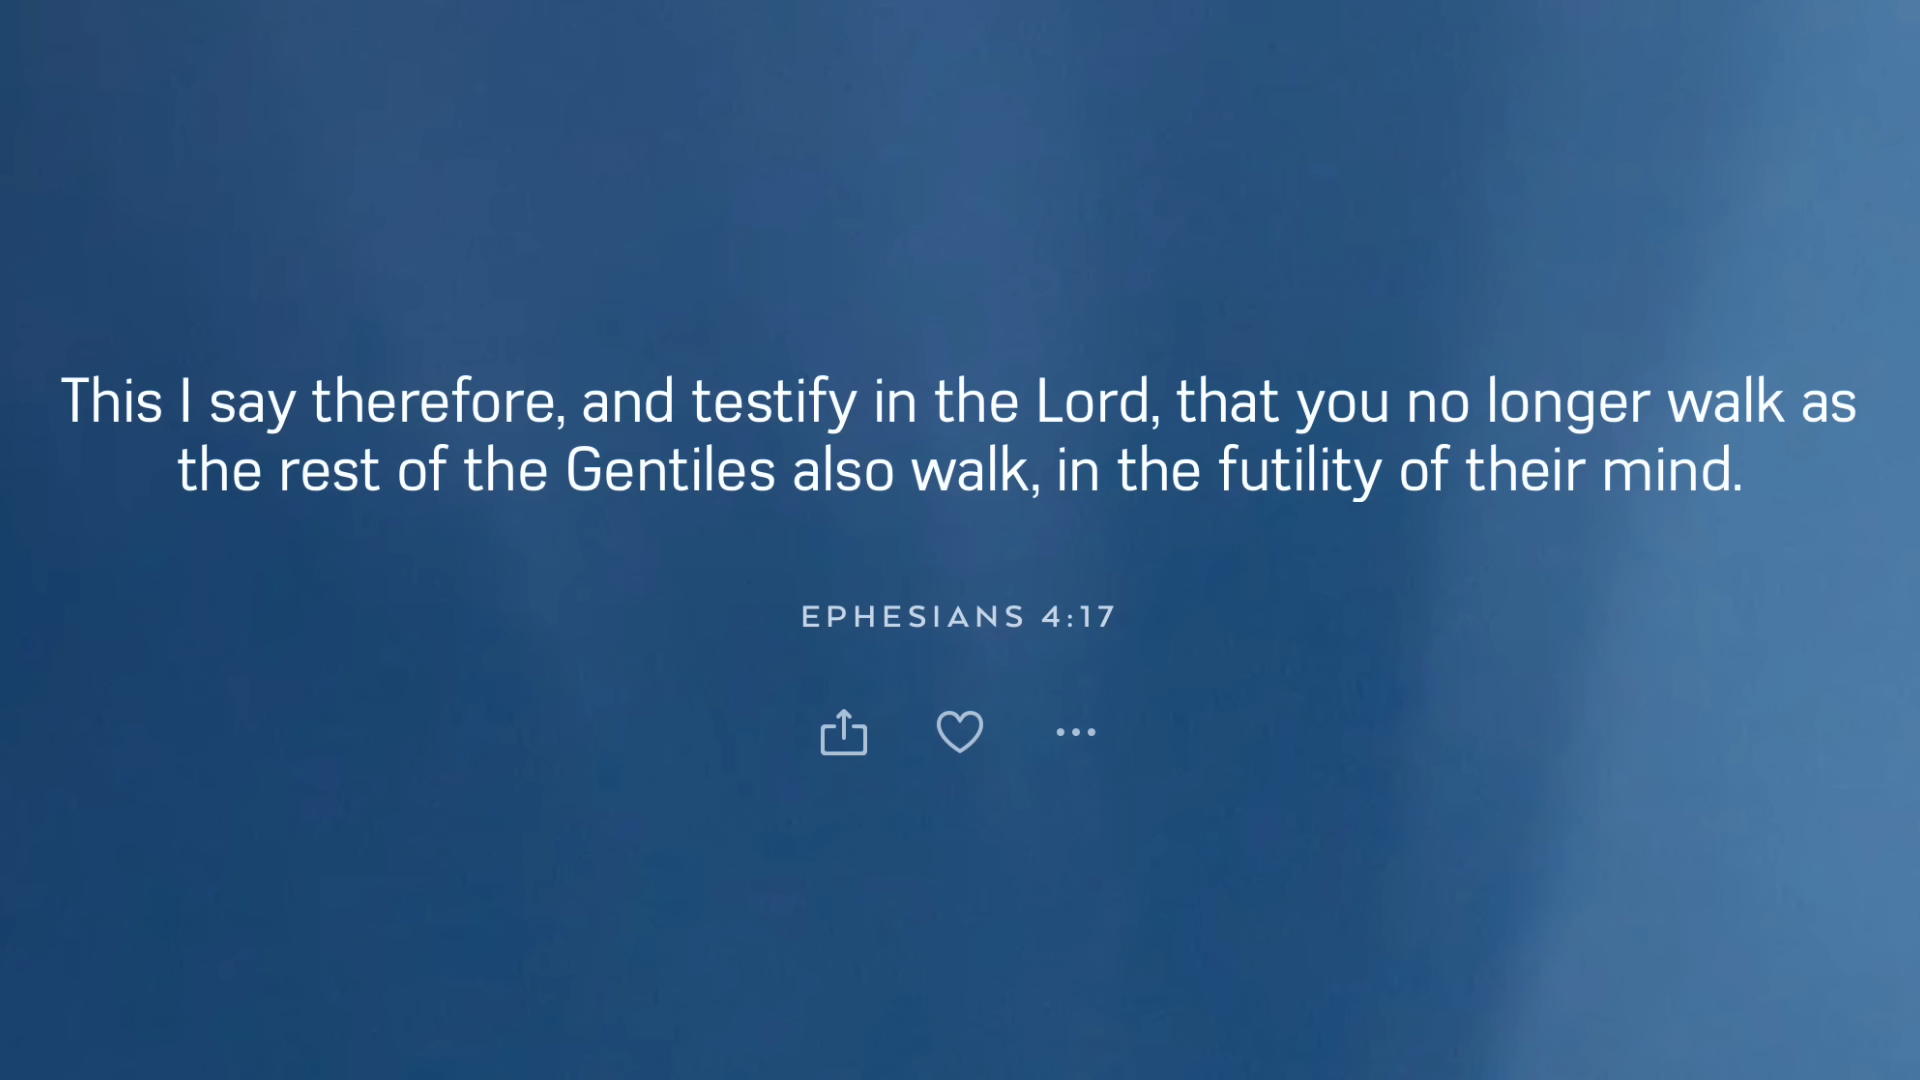 This I say therefore, and testify in the Lord, that you no longer walk as
the rest of the Gentiles also walk, in the futility of their mind.
EPHESIANS 4:17